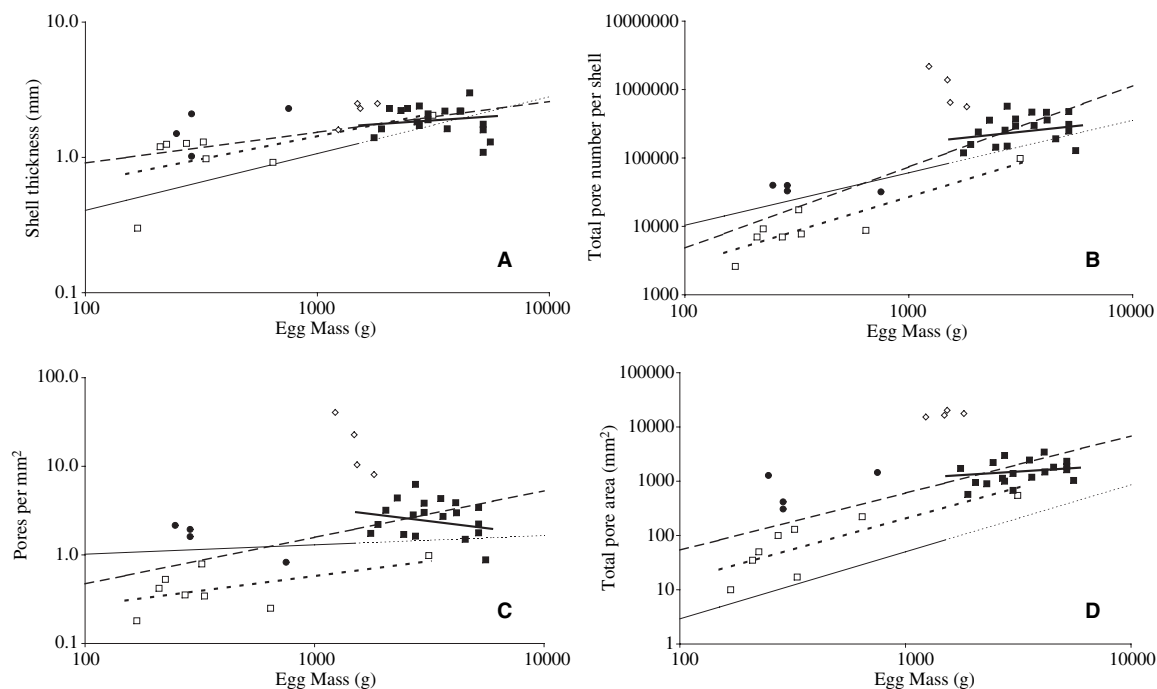 10.0
1.0
0.1
100
1000
10000
Shell thickness (mm)
Egg Mass (g)
A
10000000
1000000
100000
10000
1000
100
1000
10000
Total pore number per shell
Egg Mass (g)
B
100.0
10.0
1.0
0.1
100
1000
10000
Pores per mm²
Egg Mass (g)
C
100000
10000
1000
100
10
1
100
1000
10000
Total pore area (mm²)
Egg Mass (g)
D